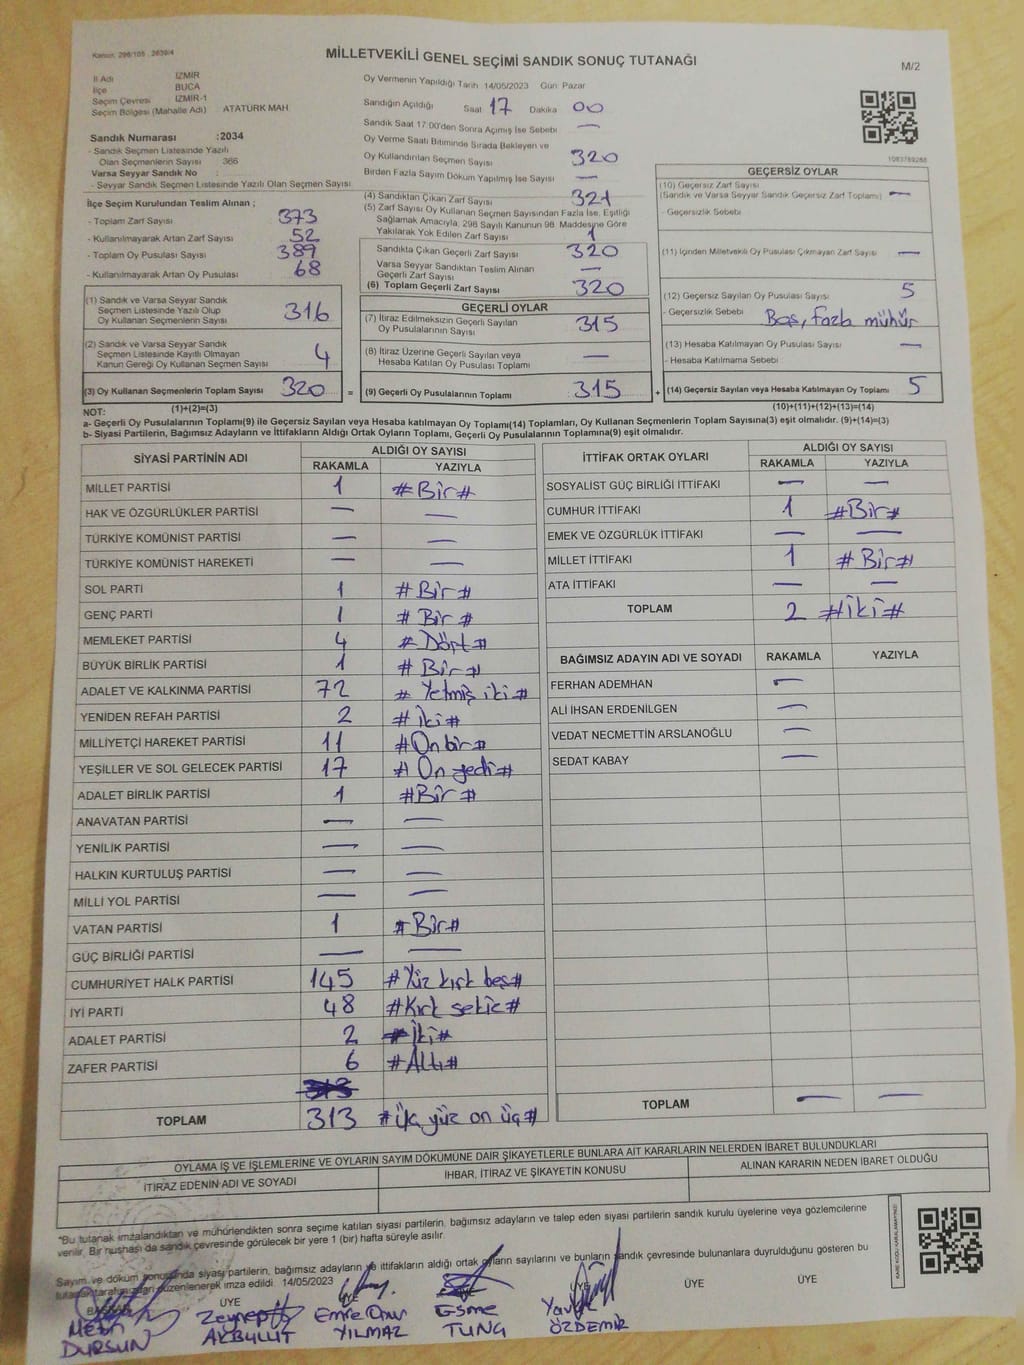 Kanun: 298/105 , 2839/4
MİLLETVEKİLİ GENEL SEÇİMİ SANDIK SONUÇ TUTANAĞI
M/2
İl Adı İZMİR
İlçe BUCA
Seçim Çevresi İZMİR-1
Seçim Bölgesi (Mahalle Adı) ATATÜRK MAH.
Oy Vermenin Yapıldığı Tarih 14/05/2023 Gün Pazar
Sandığın Açıldığı Saat 17 Dakika 00
Sandık Saat 17:00'den Sonra Açımış İse Sebebi —
Oy Verme Saati Bitiminde Sırada Bekleyen ve
Oy Kullandırılan Seçmen Sayısı 320
Birden Fazla Sayım Döküm Yapılmış İse Sayısı —
Sandık Numarası :2034
- Sandık Seçmen Listesinde Yazılı
Olan Seçmenlerin Sayısı 366
Varsa Seyyar Sandık No :
- Seyyar Sandık Seçmen Listesinde Yazılı Olan Seçmen Sayısı
İlçe Seçim Kurulundan Teslim Alınan ;
- Toplam Zarf Sayısı 373
- Kullanılmayarak Artan Zarf Sayısı 52
- Toplam Oy Pusulası Sayısı 389
- Kullanılmayarak Artan Oy Pusulası 68
(1) Sandık ve Varsa Seyyar Sandık
Seçmen Listesinde Yazılı Olup
Oy Kullanan Seçmenlerin Sayısı 316
(2) Sandık ve Varsa Seyyar Sandık
Seçmen Listesinde Kayıtlı Olmayan
Kanun Gereği Oy Kullanan Seçmen Sayısı 4
(3) Oy Kullanan Seçmenlerin Toplam Sayısı 320 =
(4) Sandıktan Çıkan Zarf Sayısı 321
(5) Zarf Sayısı Oy Kullanan Seçmen Sayısından Fazla İse, Eşitliği
Sağlamak Amacıyla; 298 Sayılı Kanunun 98. Maddesine Göre
Yakılarak Yok Edilen Zarf Sayısı 1
Sandıkta Çıkan Geçerli Zarf Sayısı 320
Varsa Seyyar Sandıktan Teslim Alınan
Geçerli Zarf Sayısı —
(6) Toplam Geçerli Zarf Sayısı 320
GEÇERLİ OYLAR
(7) İtiraz Edilmeksizin Geçerli Sayılan
Oy Pusulalarının Sayısı 315
(8) İtiraz Üzerine Geçerli Sayılan veya
Hesaba Katılan Oy Pusulası Toplamı —
(9) Geçerli Oy Pusulalarının Toplamı 315 +
1083789288
GEÇERSİZ OYLAR
(10) Geçersiz Zarf Sayısı
(Sandık ve Varsa Seyyar Sandık Geçersiz Zarf Toplamı) —
- Geçersizlik Sebebi
(11) İçinden Milletvekili Oy Pusulası Çıkmayan Zarf Sayısı —
(12) Geçersiz Sayılan Oy Pusulası Sayısı 5
- Geçersizlik Sebebi Boş, fazla mühür
(13) Hesaba Katılmayan Oy Pusulası Sayısı —
- Hesaba Katılmama Sebebi
(14) Geçersiz Sayılan veya Hesaba Katılmayan Oy Toplamı 5
NOT: (1)+(2)=(3) (10)+(11)+(12)+(13)=(14)
a- Geçerli Oy Pusulaları Toplamı(9) ile Geçersiz Sayılan veya Hesaba katılmayan Oy Toplamı(14) Toplamları, Oy Kullanan Seçmenlerin Toplam Sayısına(3) eşit olmalıdır. (9)+(14)=(3)
b- Siyasi Partilerin, Bağımsız Adayların ve İttifakların Aldığı Ortak Oyların Toplamı, Geçerli Oy Pusulalarının Toplamına(9) eşit olmalıdır.
SİYASİ PARTİNİN ADI ALDIĞI OY SAYISI
RAKAMLA YAZIYLA
MİLLET PARTİSİ 1 #Bir#
HAK VE ÖZGÜRLÜKLER PARTİSİ — —
TÜRKİYE KOMÜNİST PARTİSİ — —
TÜRKİYE KOMÜNİST HAREKETİ — —
SOL PARTİ 1 #Bir#
GENÇ PARTİ 1 #Bir#
MEMLEKET PARTİSİ 4 #Dört#
BÜYÜK BİRLİK PARTİSİ 1 #Bir#
ADALET VE KALKINMA PARTİSİ 72 #Yetmiş iki#
YENİDEN REFAH PARTİSİ 2 #iki#
MİLLİYETÇİ HAREKET PARTİSİ 11 #On bir#
YEŞİLLER VE SOL GELECEK PARTİSİ 17 #On yedi#
ADALET BİRLİK PARTİSİ 1 #Bir#
ANAVATAN PARTİSİ — —
YENİLİK PARTİSİ — —
HALKIN KURTULUŞ PARTİSİ — —
MİLLİ YOL PARTİSİ — —
VATAN PARTİSİ 1 #Bir#
GÜÇ BİRLİĞİ PARTİSİ — —
CUMHURİYET HALK PARTİSİ 145 #Yüz kırk beş#
İYİ PARTİ 48 #Kırk sekiz#
ADALET PARTİSİ 2 #İki#
ZAFER PARTİSİ 6 #Altı#
313
TOPLAM 313 #Üç yüz on üç#
İTTİFAK ORTAK OYLARI ALDIĞI OY SAYISI
RAKAMLA YAZIYLA
SOSYALİST GÜÇ BİRLİĞİ İTTİFAKI — —
CUMHUR İTTİFAKI 1 #Bir#
EMEK VE ÖZGÜRLÜK İTTİFAKI — —
MİLLET İTTİFAKI 1 #Bir#
ATA İTTİFAKI — —
TOPLAM 2 #İki#
BAĞIMSIZ ADAYIN ADI VE SOYADI RAKAMLA YAZIYLA
FERHAN ADEMHAN —
ALİ İHSAN ERDENİLGEN —
VEDAT NECMETTİN ARSLANOĞLU —
SEDAT KABAY —
TOPLAM — —
OYLAMA İŞ VE İŞLEMLERİNE VE OYLARIN SAYIM DÖKÜMÜNE DAİR ŞİKAYETLERLE BUNLARA AİT KARARLARIN NELERDEN İBARET BULUNDUKLARI
İTİRAZ EDENİN ADI VE SOYADI İHBAR, İTİRAZ VE ŞİKAYETİN KONUSU ALINAN KARARIN NEDEN İBARET OLDUĞU
*Bu tutanak imzalandıktan ve mühürlendikten sonra seçime katılan siyasi partilerin, bağımsız adayların ve talep eden siyasi partilerin sandık kurulu üyelerine veya gözlemcilerine
verilir. Bir nushası da sandık çevresinde görülecek bir yere 1 (bir) hafta süreyle asılır.
Sayım ve döküm sonucunda siyasi partilerin, bağımsız adayların ve ittifakların aldığı ortak oyların sayılarını ve bunların sandık çevresinde bulunanlara duyrulduğunu gösteren bu
tutanak tarafımızdan düzenlenerek imza edildi. 14/05/2023
BAŞKAN ÜYE ÜYE ÜYE ÜYE ÜYE
Metin DURSUN
Zeynep AKBULUT
Emre Onur YILMAZ
Esme TUNÇ
Yavuz ÖZDEMİR